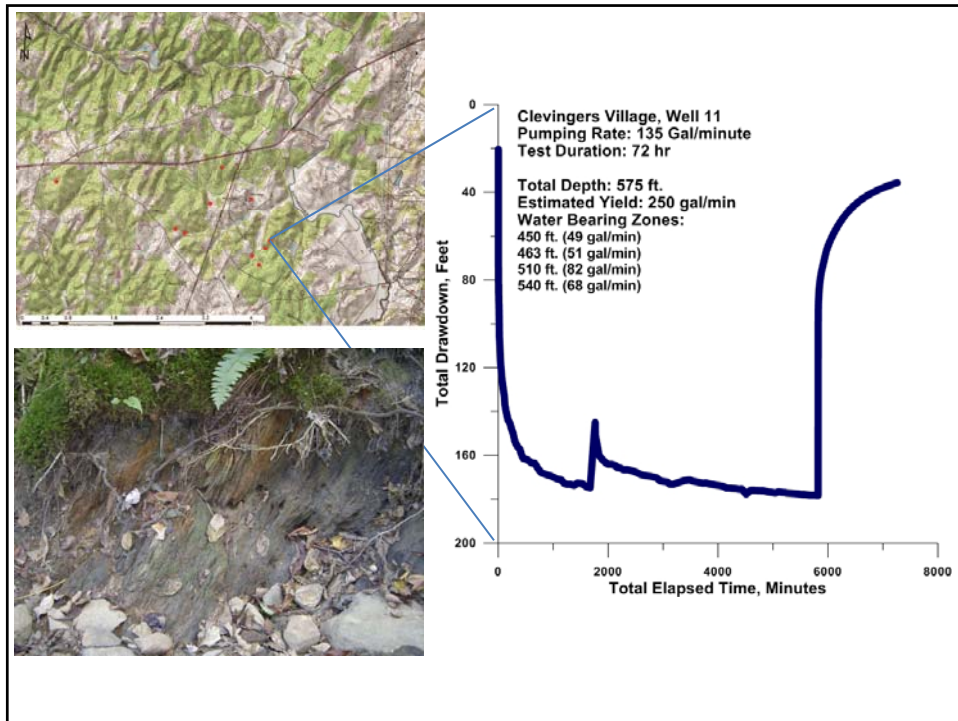 N
0
Clevingers Village, Well 11
Pumping Rate: 135 Gal/minute
Test Duration: 72 hr
Total Depth: 575 ft.
Estimated Yield: 250 gal/min
Water Bearing Zones:
450 ft. (49 gal/min)
463 ft. (51 gal/min)
510 ft. (82 gal/min)
540 ft. (68 gal/min)
40
80
120
160
200
Total Drawdown, Feet
0
2000
4000
6000
8000
Total Elapsed Time, Minutes